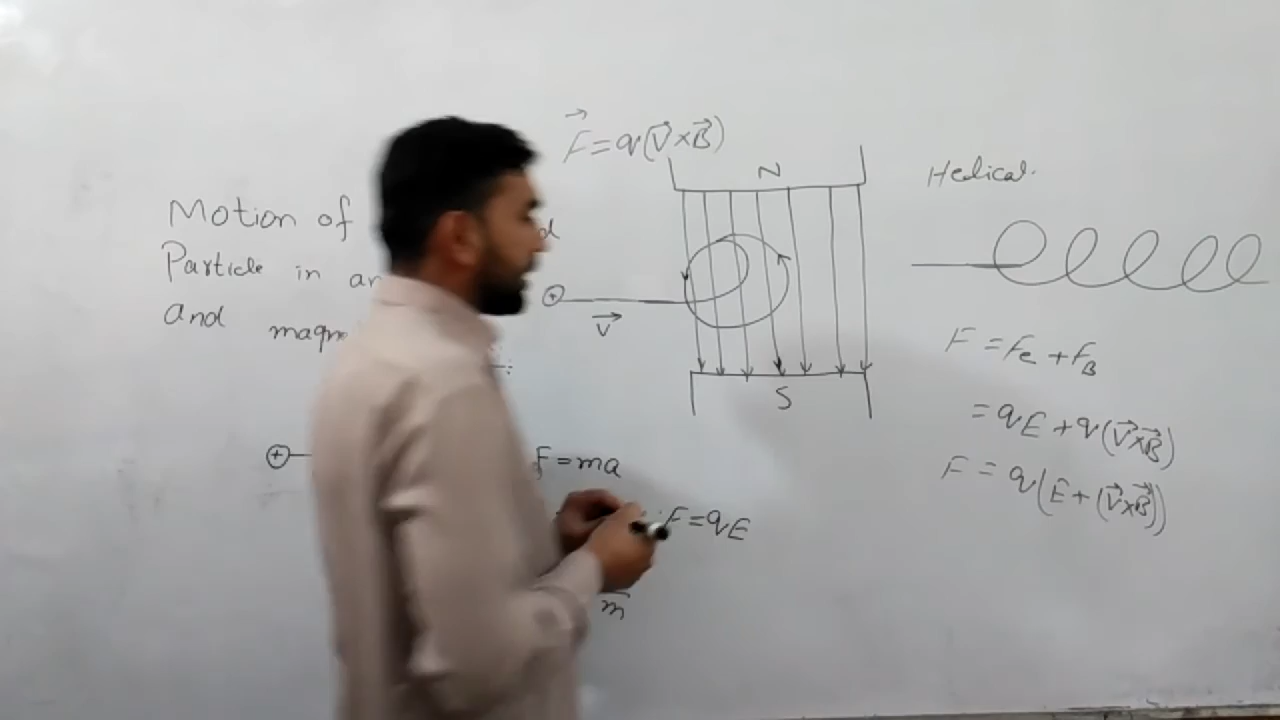 Motion of
Particle in an
and magne
F⃗ = q(V⃗×B⃗)
N
S
+
V⃗
+
F = ma
F = qE
m
Helical.
F = Fe + FB
= qE + q(V⃗×B⃗)
F = q(E + (V⃗×B⃗))